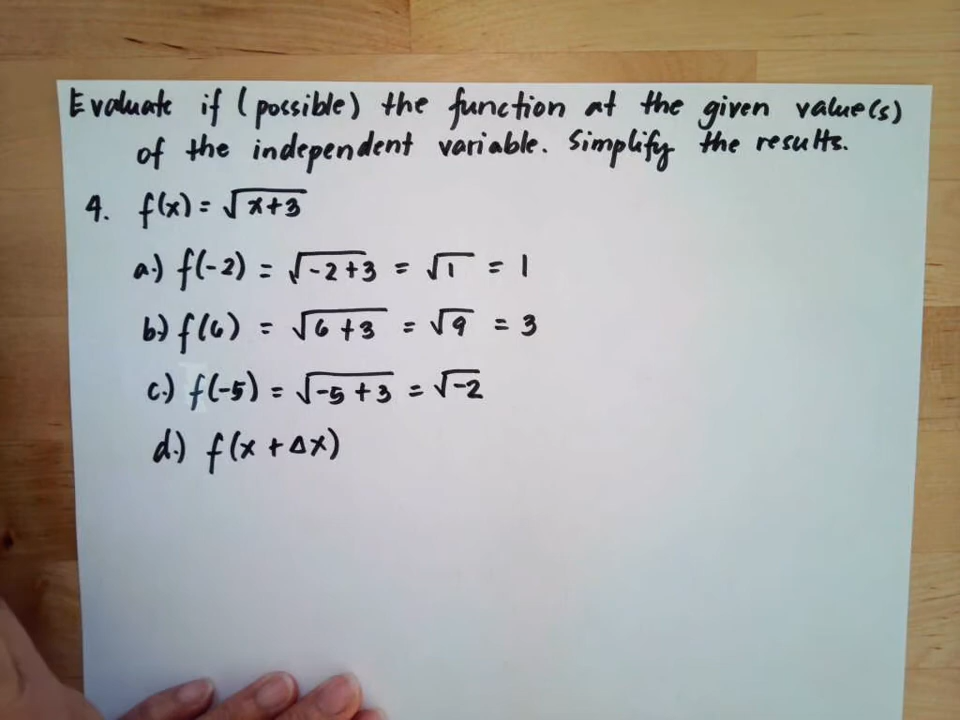 Evaluate if (possible) the function at the given value(s)
of the independent variable. Simplify the results.
4. f(x) = √x+3
a.) f(-2) = √-2+3 = √1 = 1
b.) f(6) = √6+3 = √9 = 3
c.) f(-5) = √-5+3 = √-2
d.) f(x + Δx)